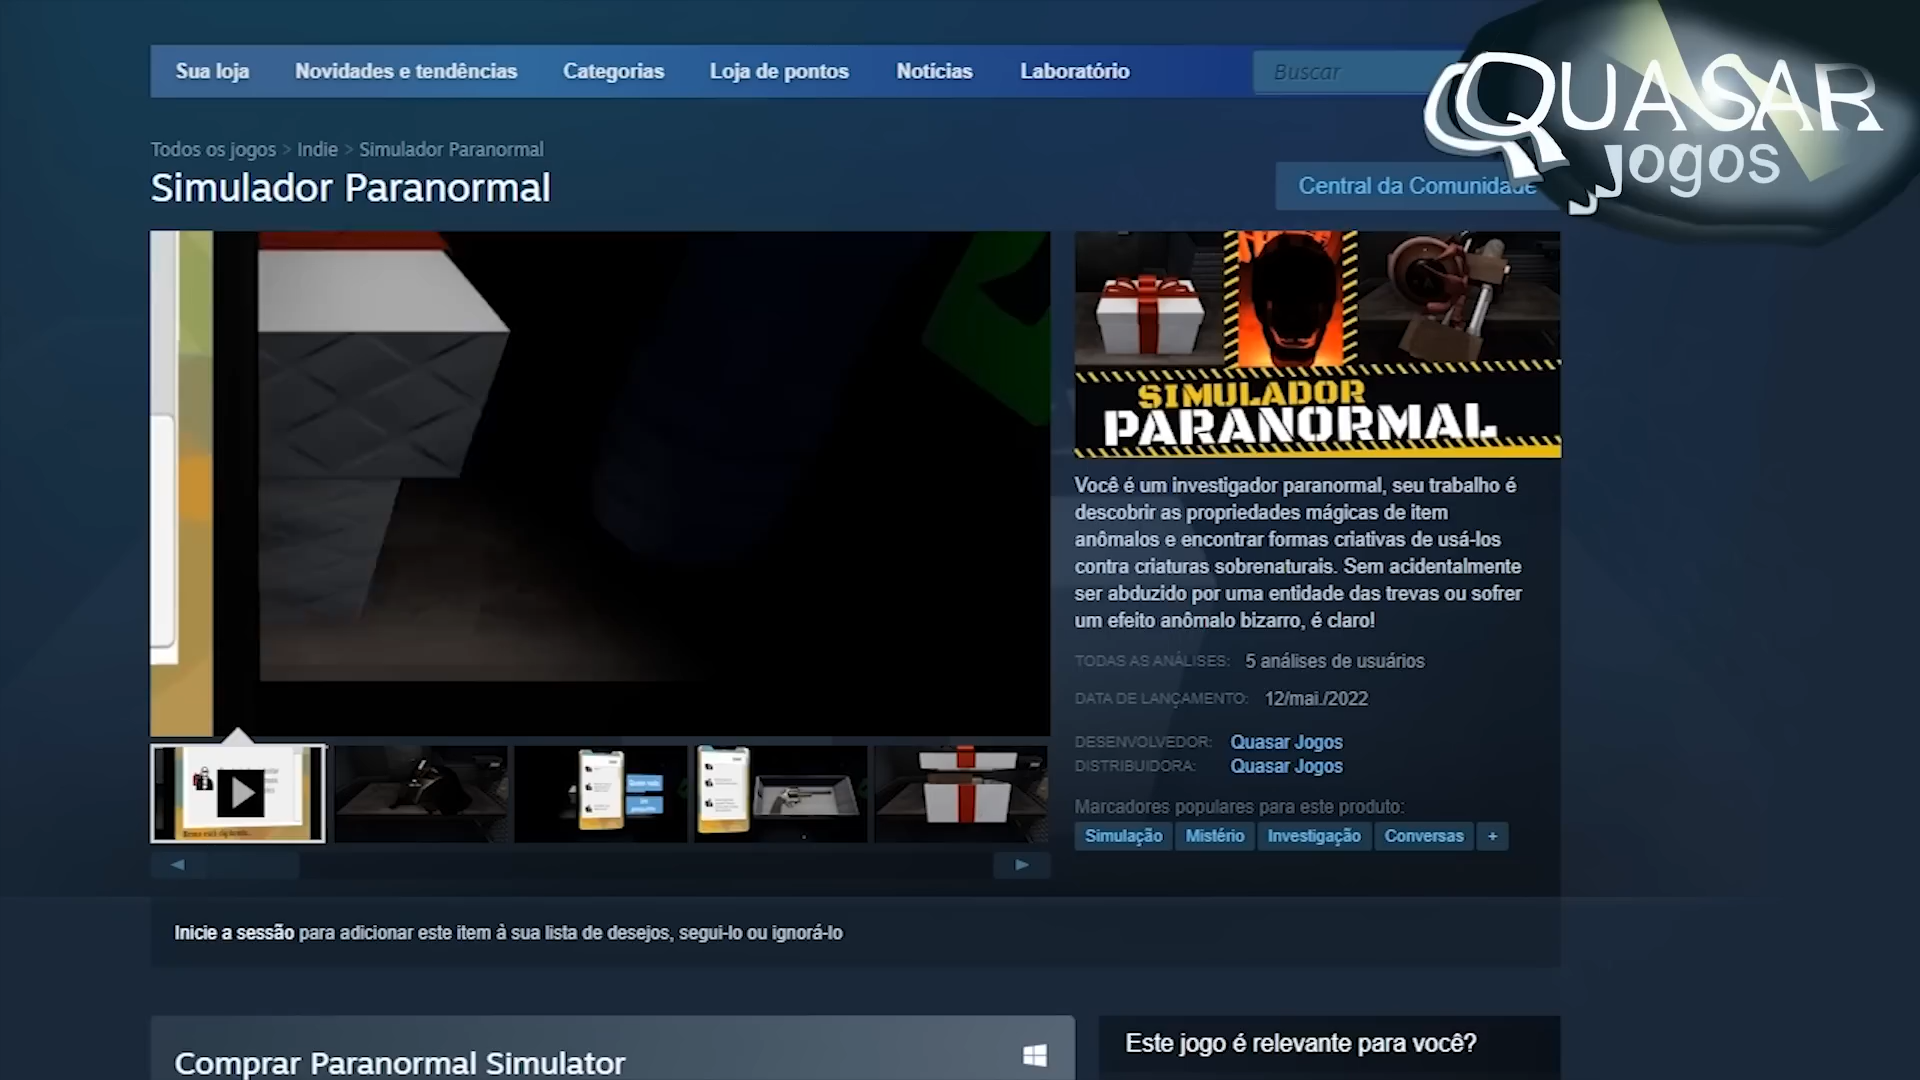 Sua loja Novidades e tendências Categorias Loja de pontos Notícias Laboratório Buscar
QUASAR
jogos
Todos os jogos > Indie > Simulador Paranormal
Simulador Paranormal
Central da Comunidade
SIMULADOR
PARANORMAL
Você é um investigador paranormal, seu trabalho é
descobrir as propriedades mágicas de item
anômalos e encontrar formas criativas de usá-los
contra criaturas sobrenaturais. Sem acidentalmente
ser abduzido por uma entidade das trevas ou sofrer
um efeito anômalo bizarro, é claro!
TODAS AS ANÁLISES: 5 análises de usuários
DATA DE LANÇAMENTO: 12/mai./2022
DESENVOLVEDOR: Quasar Jogos
DISTRIBUIDORA: Quasar Jogos
Marcadores populares para este produto:
Simulação Mistério Investigação Conversas +
Inicie a sessão para adicionar este item à sua lista de desejos, segui-lo ou ignorá-lo
Comprar Paranormal Simulator
Este jogo é relevante para você?